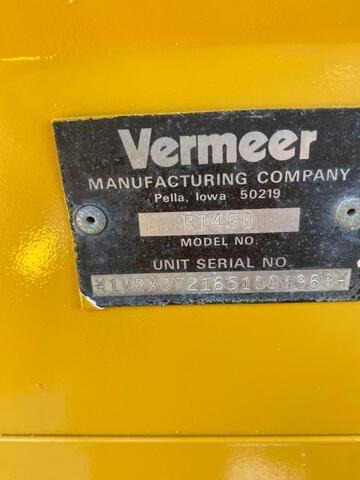 Vermeer
MANUFACTURING COMPANY
Pella, Iowa 50219
RT450
MODEL NO.
UNIT SERIAL NO.